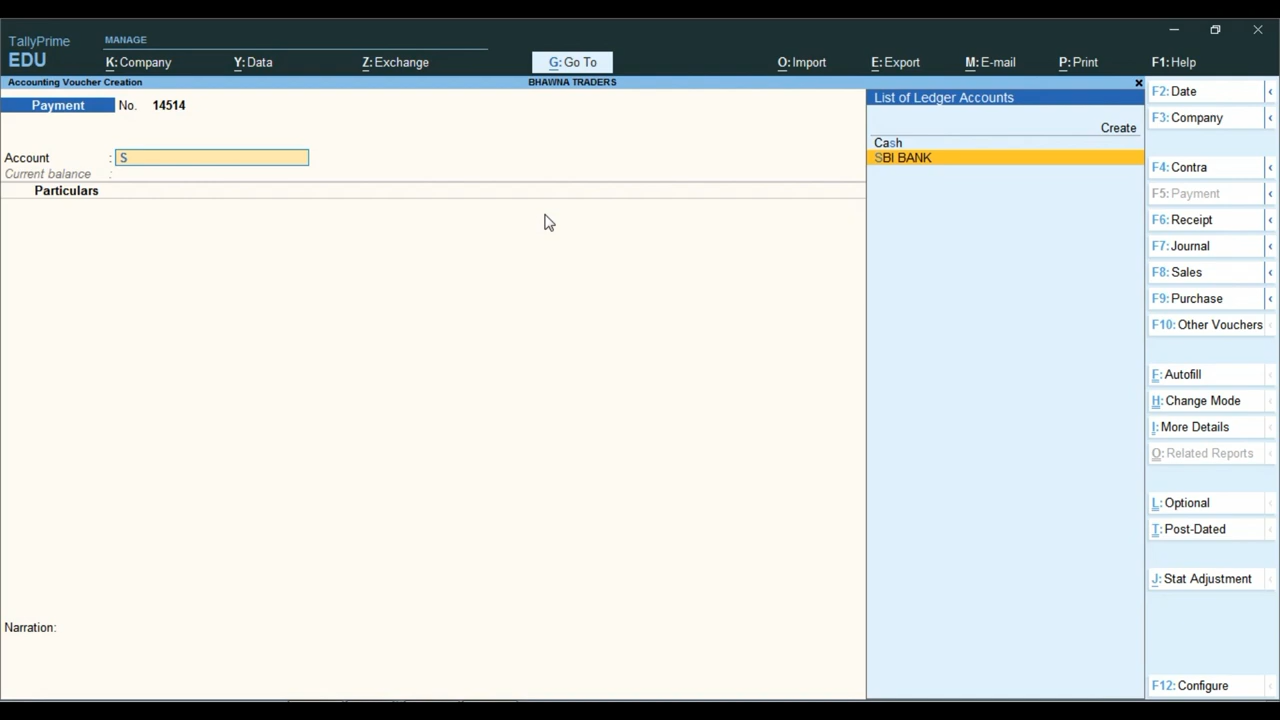 TallyPrime
EDU
MANAGE
K: Company
Y: Data
Z: Exchange
G: Go To
O: Import
E: Export
M: E-mail
P: Print
F1: Help
Accounting Voucher Creation
BHAWNA TRADERS
Payment No. 14514
Account : S
Current balance :
Particulars
Narration:
List of Ledger Accounts
Create
Cash
SBI BANK
F2: Date
F3: Company
F4: Contra
F5: Payment
F6: Receipt
F7: Journal
F8: Sales
F9: Purchase
F10: Other Vouchers
F: Autofill
H: Change Mode
I: More Details
O: Related Reports
L: Optional
T: Post-Dated
J: Stat Adjustment
F12: Configure